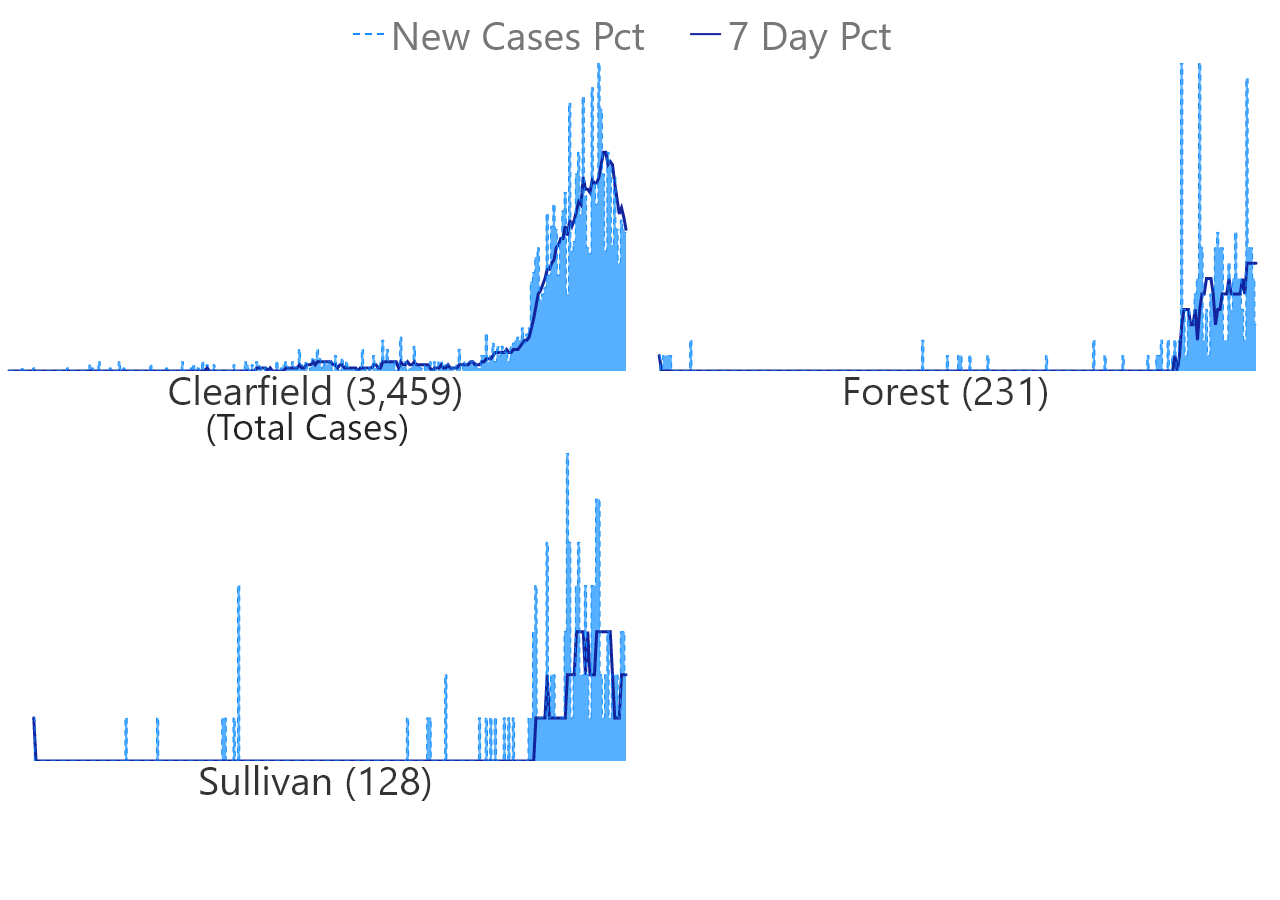 New Cases Pct 7 Day Pct
Clearfield (3,459) Forest (231)
(Total Cases)
Sullivan (128)